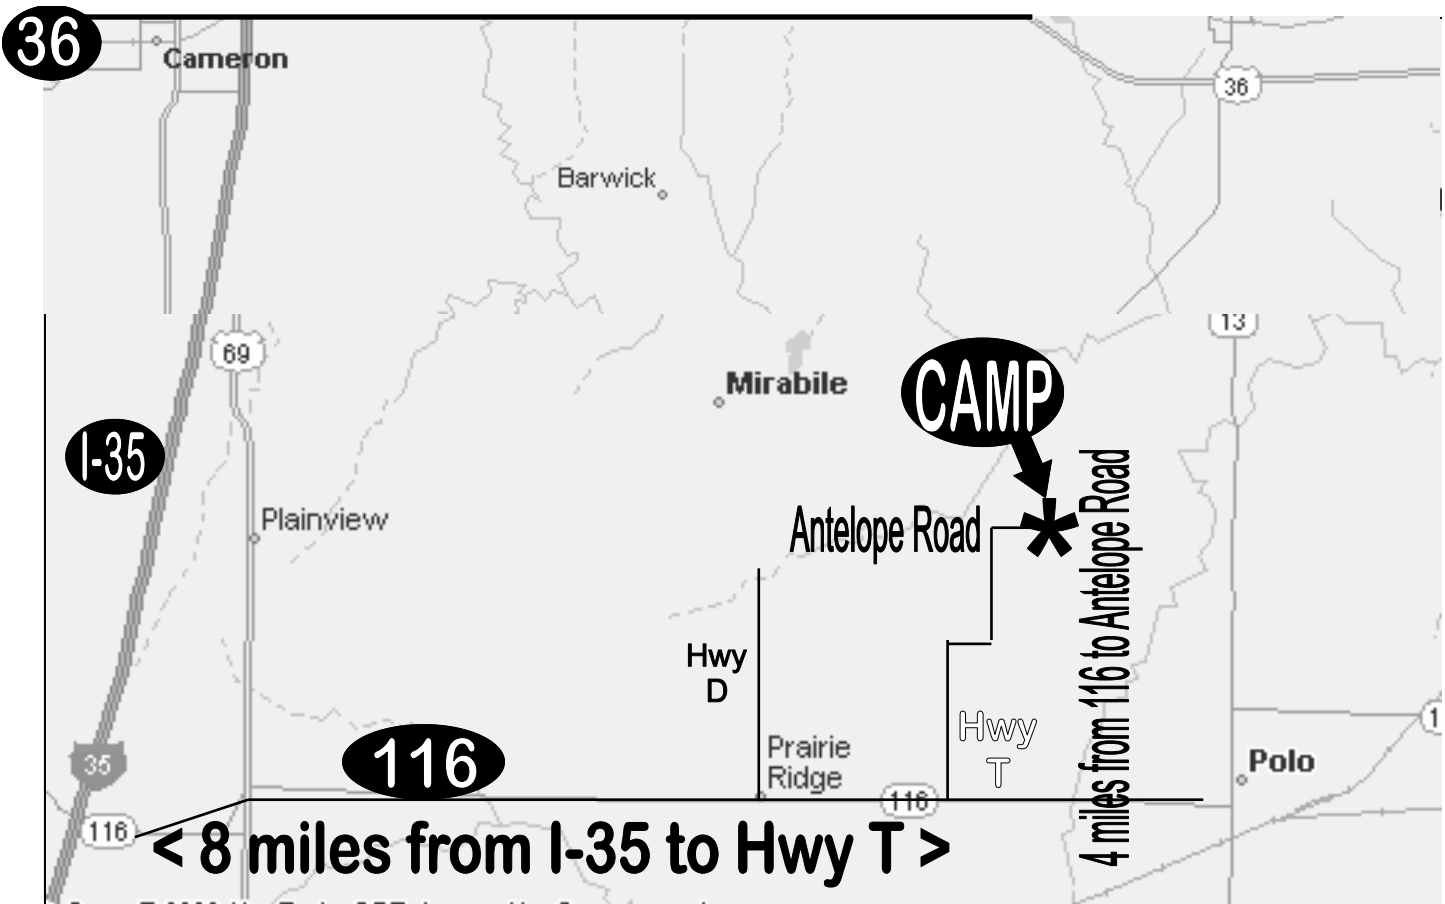 36
Cameron
36
Barwick
13
69
Mirabile
CAMP
I-35
Plainview
Antelope Road
4 miles from 116 to Antelope Road
Hwy
D
Hwy
T
Prairie
Ridge
116
35
Polo
1
116
116
< 8 miles from I-35 to Hwy T >